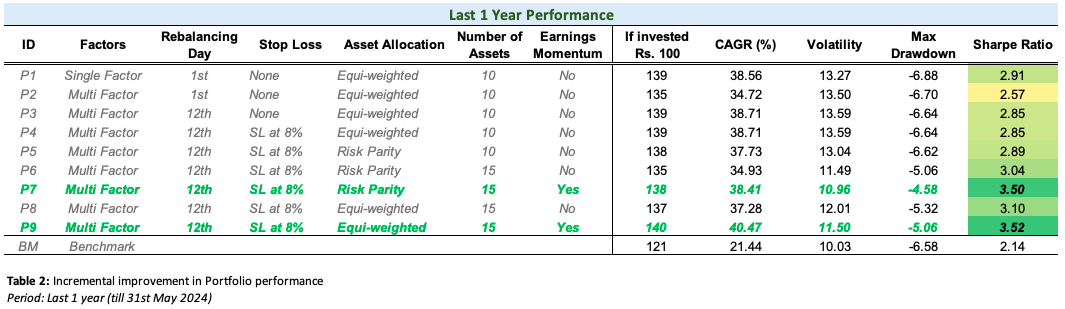 Last 1 Year Performance
ID Factors Rebalancing Day Stop Loss Asset Allocation Number of Assets Earnings Momentum If invested Rs. 100 CAGR (%) Volatility Max Drawdown Sharpe Ratio
P1 Single Factor 1st None Equi-weighted 10 No 139 38.56 13.27 -6.88 2.91
P2 Multi Factor 1st None Equi-weighted 10 No 135 34.72 13.50 -6.70 2.57
P3 Multi Factor 12th None Equi-weighted 10 No 139 38.71 13.59 -6.64 2.85
P4 Multi Factor 12th SL at 8% Equi-weighted 10 No 139 38.71 13.59 -6.64 2.85
P5 Multi Factor 12th SL at 8% Risk Parity 10 No 138 37.73 13.04 -6.62 2.89
P6 Multi Factor 12th SL at 8% Risk Parity 15 No 135 34.93 11.49 -5.06 3.04
P7 Multi Factor 12th SL at 8% Risk Parity 15 Yes 138 38.41 10.96 -4.58 3.50
P8 Multi Factor 12th SL at 8% Equi-weighted 15 No 137 37.28 12.01 -5.32 3.10
P9 Multi Factor 12th SL at 8% Equi-weighted 15 Yes 140 40.47 11.50 -5.06 3.52
BM Benchmark 121 21.44 10.03 -6.58 2.14
Table 2: Incremental improvement in Portfolio performance
Period: Last 1 year (till 31st May 2024)